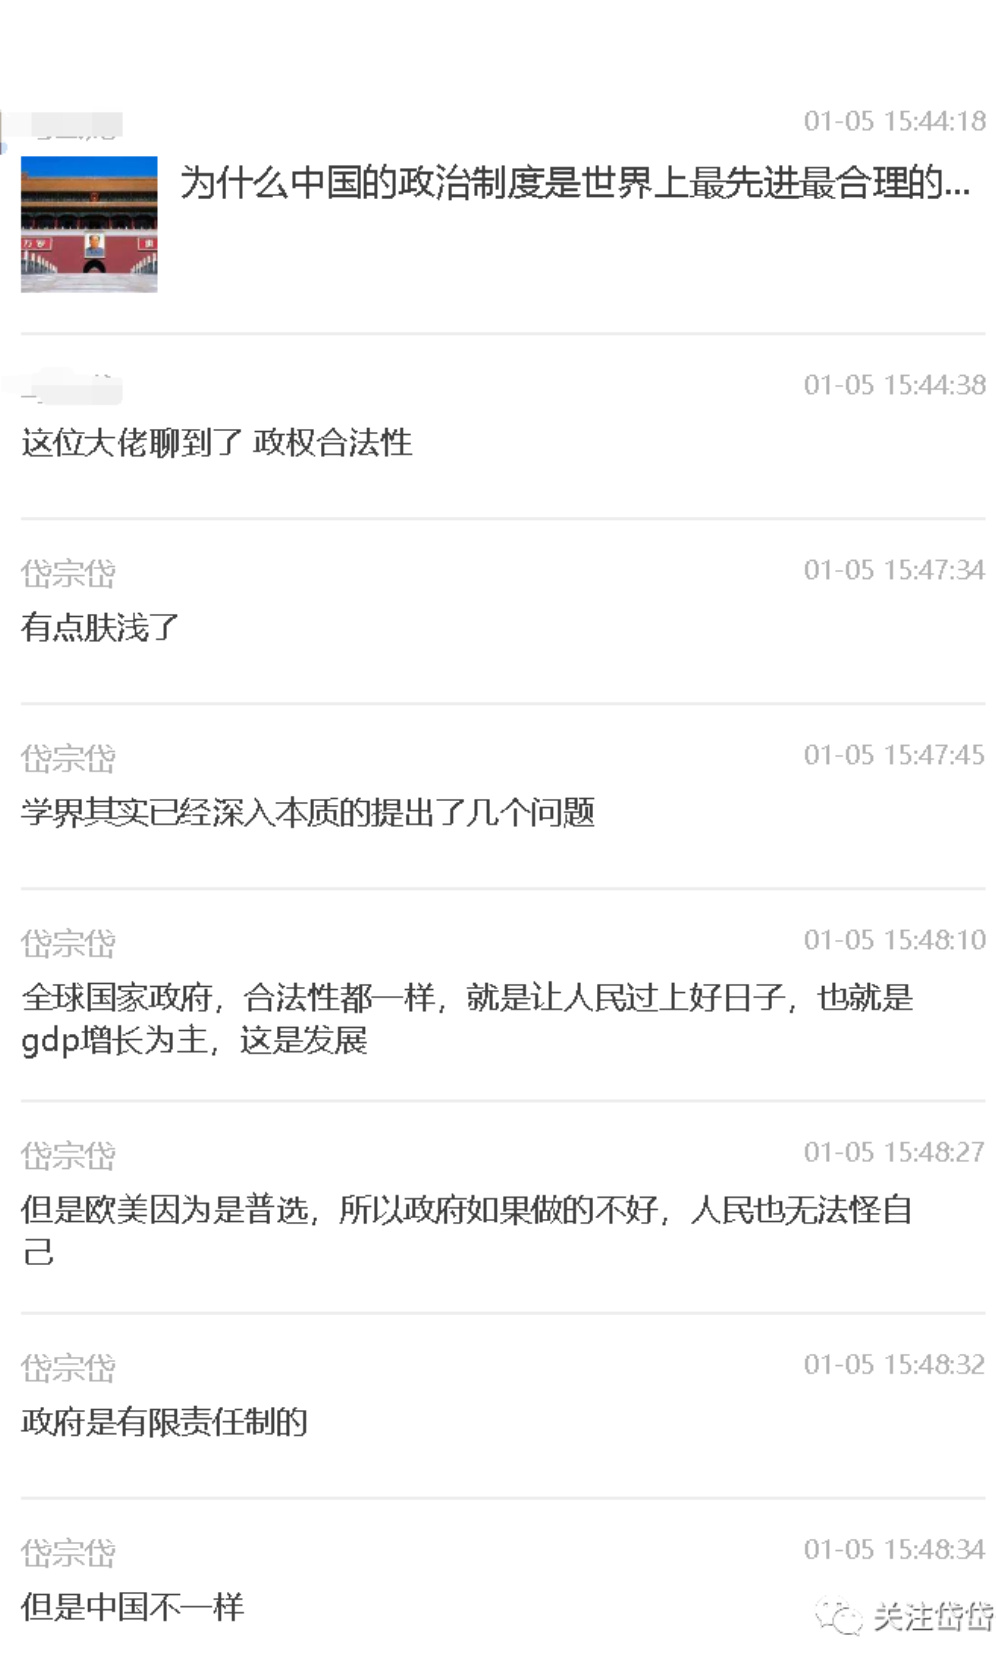 01-05 15:44:18
为什么中国的政治制度是世界上最先进最合理的...
01-05 15:44:38
这位大佬聊到了 政权合法性
岱宗岱
01-05 15:47:34
有点肤浅了
岱宗岱
01-05 15:47:45
学界其实已经深入本质的提出了几个问题
岱宗岱
01-05 15:48:10
全球国家政府，合法性都一样，就是让人民过上好日子，也就是
gdp增长为主，这是发展
岱宗岱
01-05 15:48:27
但是欧美因为是普选，所以政府如果做的不好，人民也无法怪自
己
岱宗岱
01-05 15:48:32
政府是有限责任制的
岱宗岱
01-05 15:48:34
但是中国不一样
关注岱岱